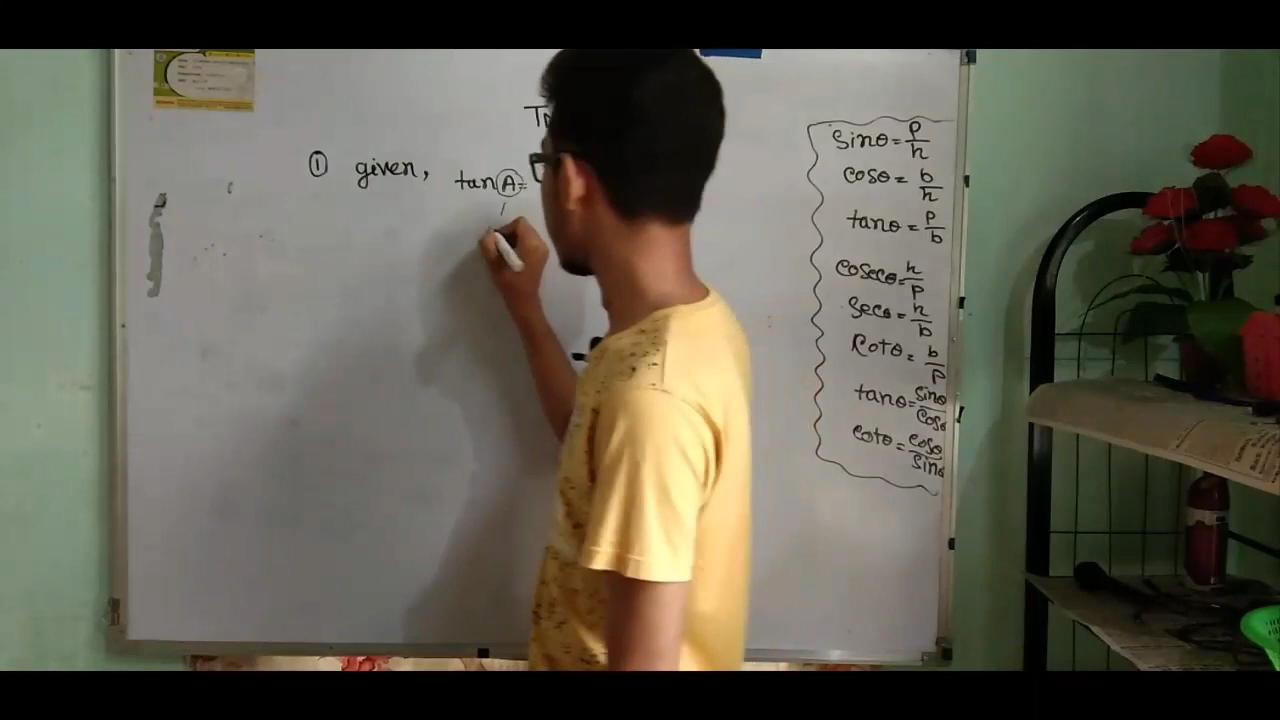 ① given, tan A =
sinθ = p/h
cosθ = b/h
tanθ = p/b
cosecθ = h/p
secθ = h/b
cotθ = b/p
tanθ = sinθ/cosθ
cotθ = cosθ/sinθ